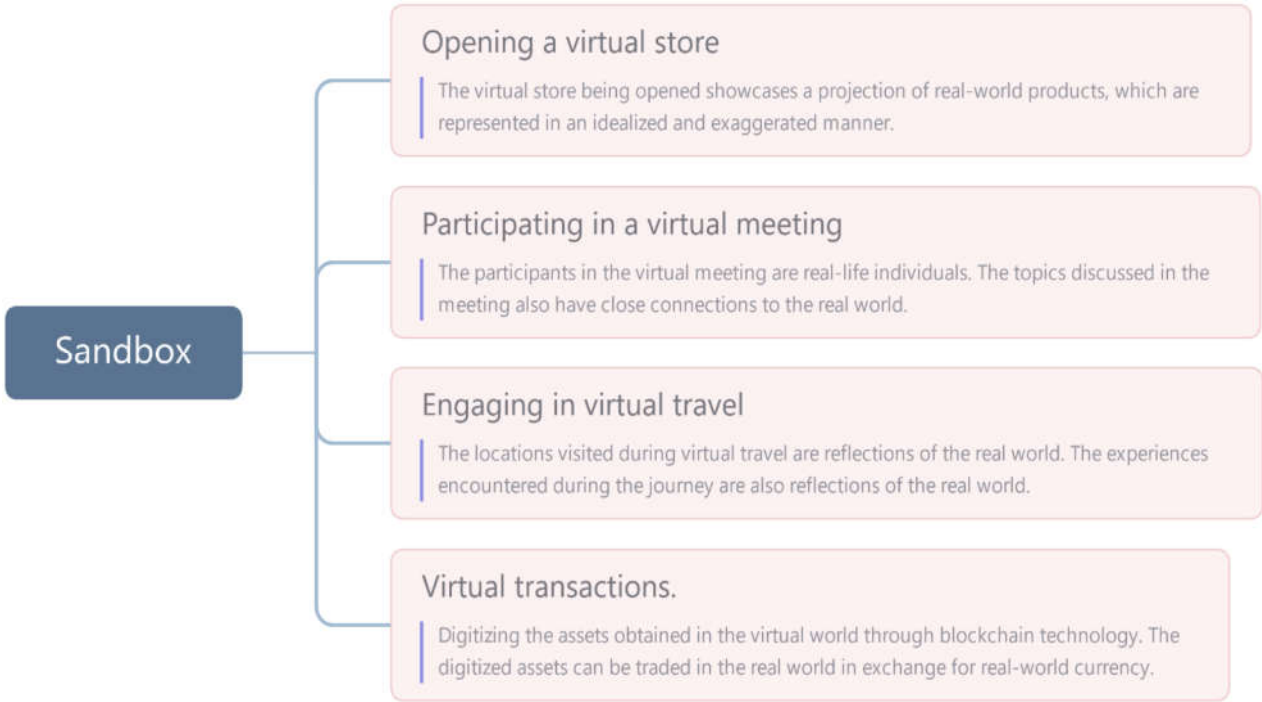 Opening a virtual store
The virtual store being opened showcases a projection of real-world products, which are
represented in an idealized and exaggerated manner.
Participating in a virtual meeting
The participants in the virtual meeting are real-life individuals. The topics discussed in the
meeting also have close connections to the real world.
Sandbox
Engaging in virtual travel
The locations visited during virtual travel are reflections of the real world. The experiences
encountered during the journey are also reflections of the real world.
Virtual transactions.
Digitizing the assets obtained in the virtual world through blockchain technology. The
digitized assets can be traded in the real world in exchange for real-world currency.